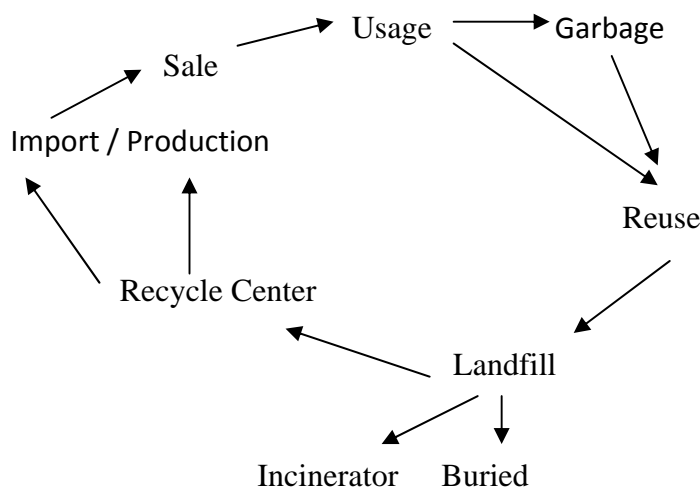 Usage
Garbage
Sale
Import / Production
Reuse
Recycle Center
Landfill
Incinerator
Buried